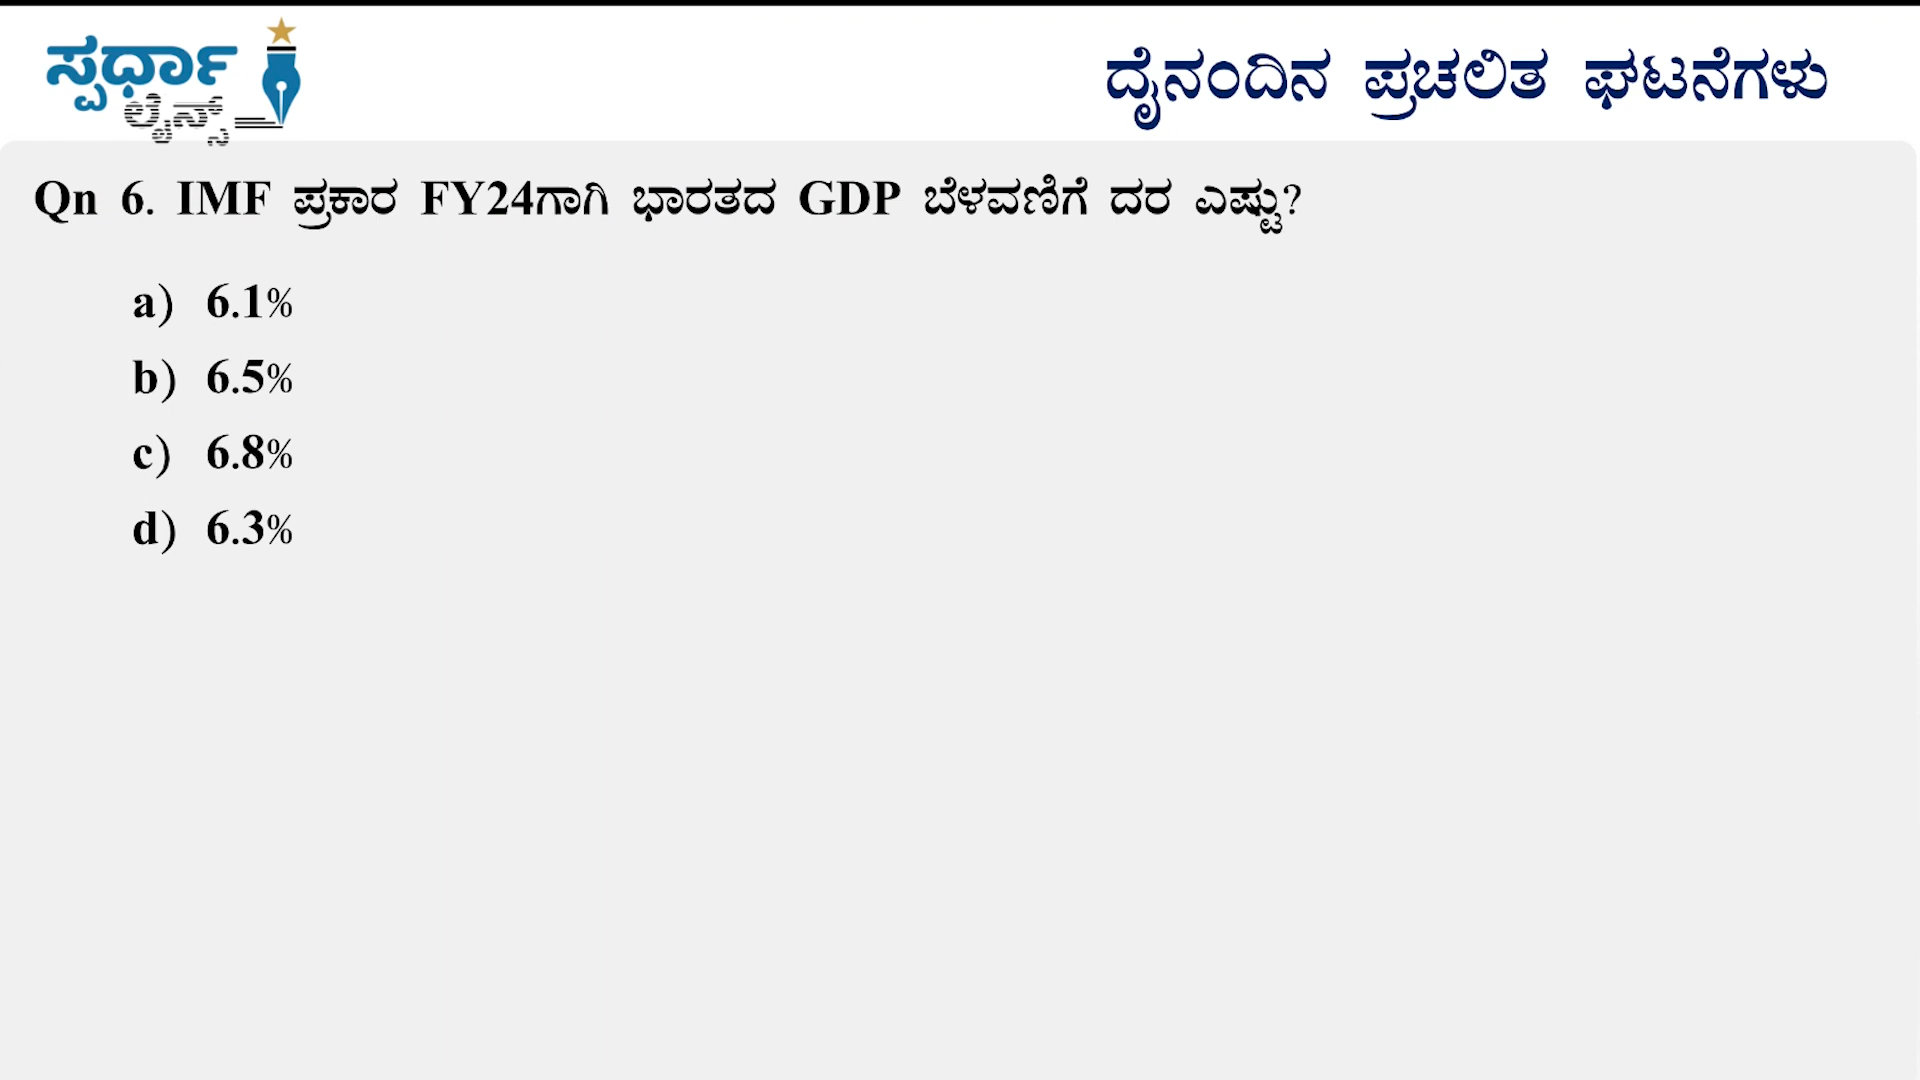 ಸ್ಪರ್ಧಾ
ಲೈನ್ಸ್
ದೈನಂದಿನ ಪ್ರಚಲಿತ ಘಟನೆಗಳು
Qn 6. IMF ಪ್ರಕಾರ FY24ಗಾಗಿ ಭಾರತದ GDP ಬೆಳವಣಿಗೆ ದರ ಎಷ್ಟು?
a) 6.1%
b) 6.5%
c) 6.8%
d) 6.3%